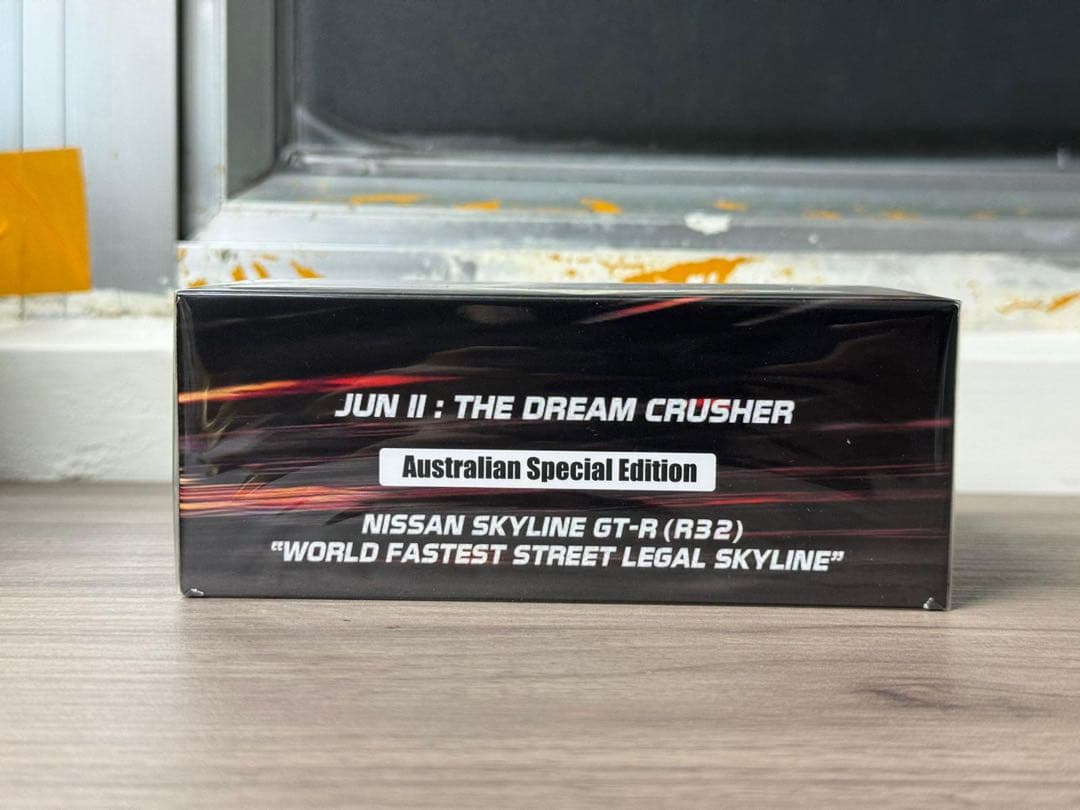 JUN II : THE DREAM CRUSHER
Australian Special Edition
NISSAN SKYLINE GT-R (R32)
“WORLD FASTEST STREET LEGAL SKYLINE”